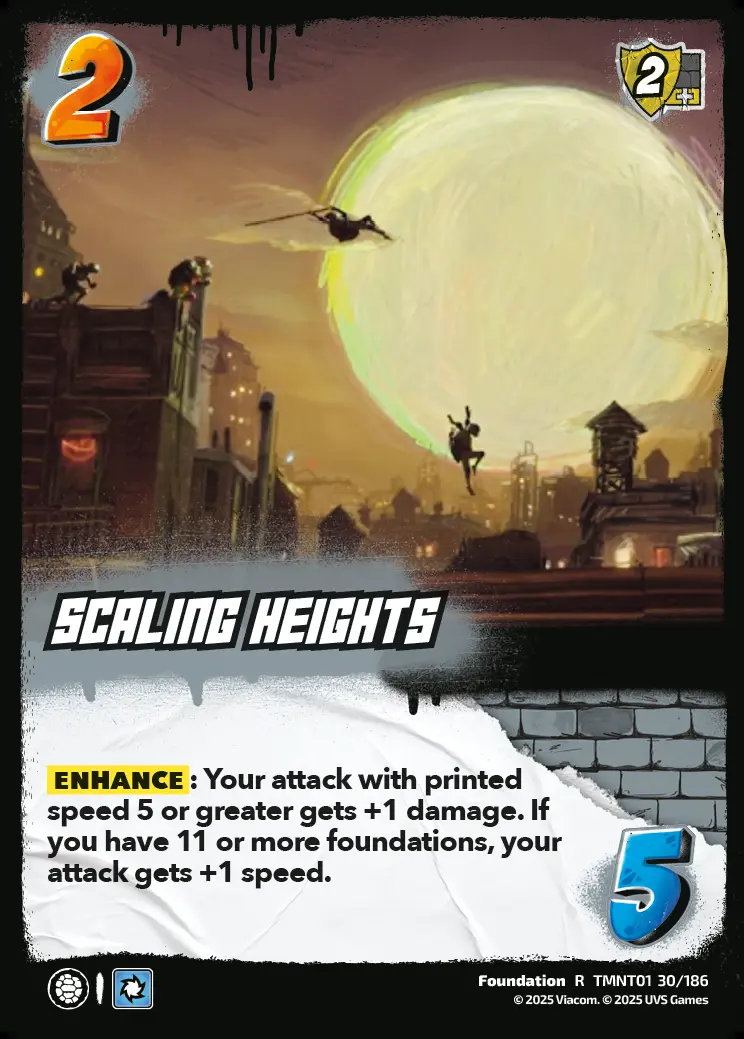 2
2
SCALING HEIGHTS
ENHANCE: Your attack with printed
speed 5 or greater gets +1 damage. If
you have 11 or more foundations, your
attack gets +1 speed.
5
Foundation R TMNT01 30/186
© 2025 Viacom. © 2025 UVS Games